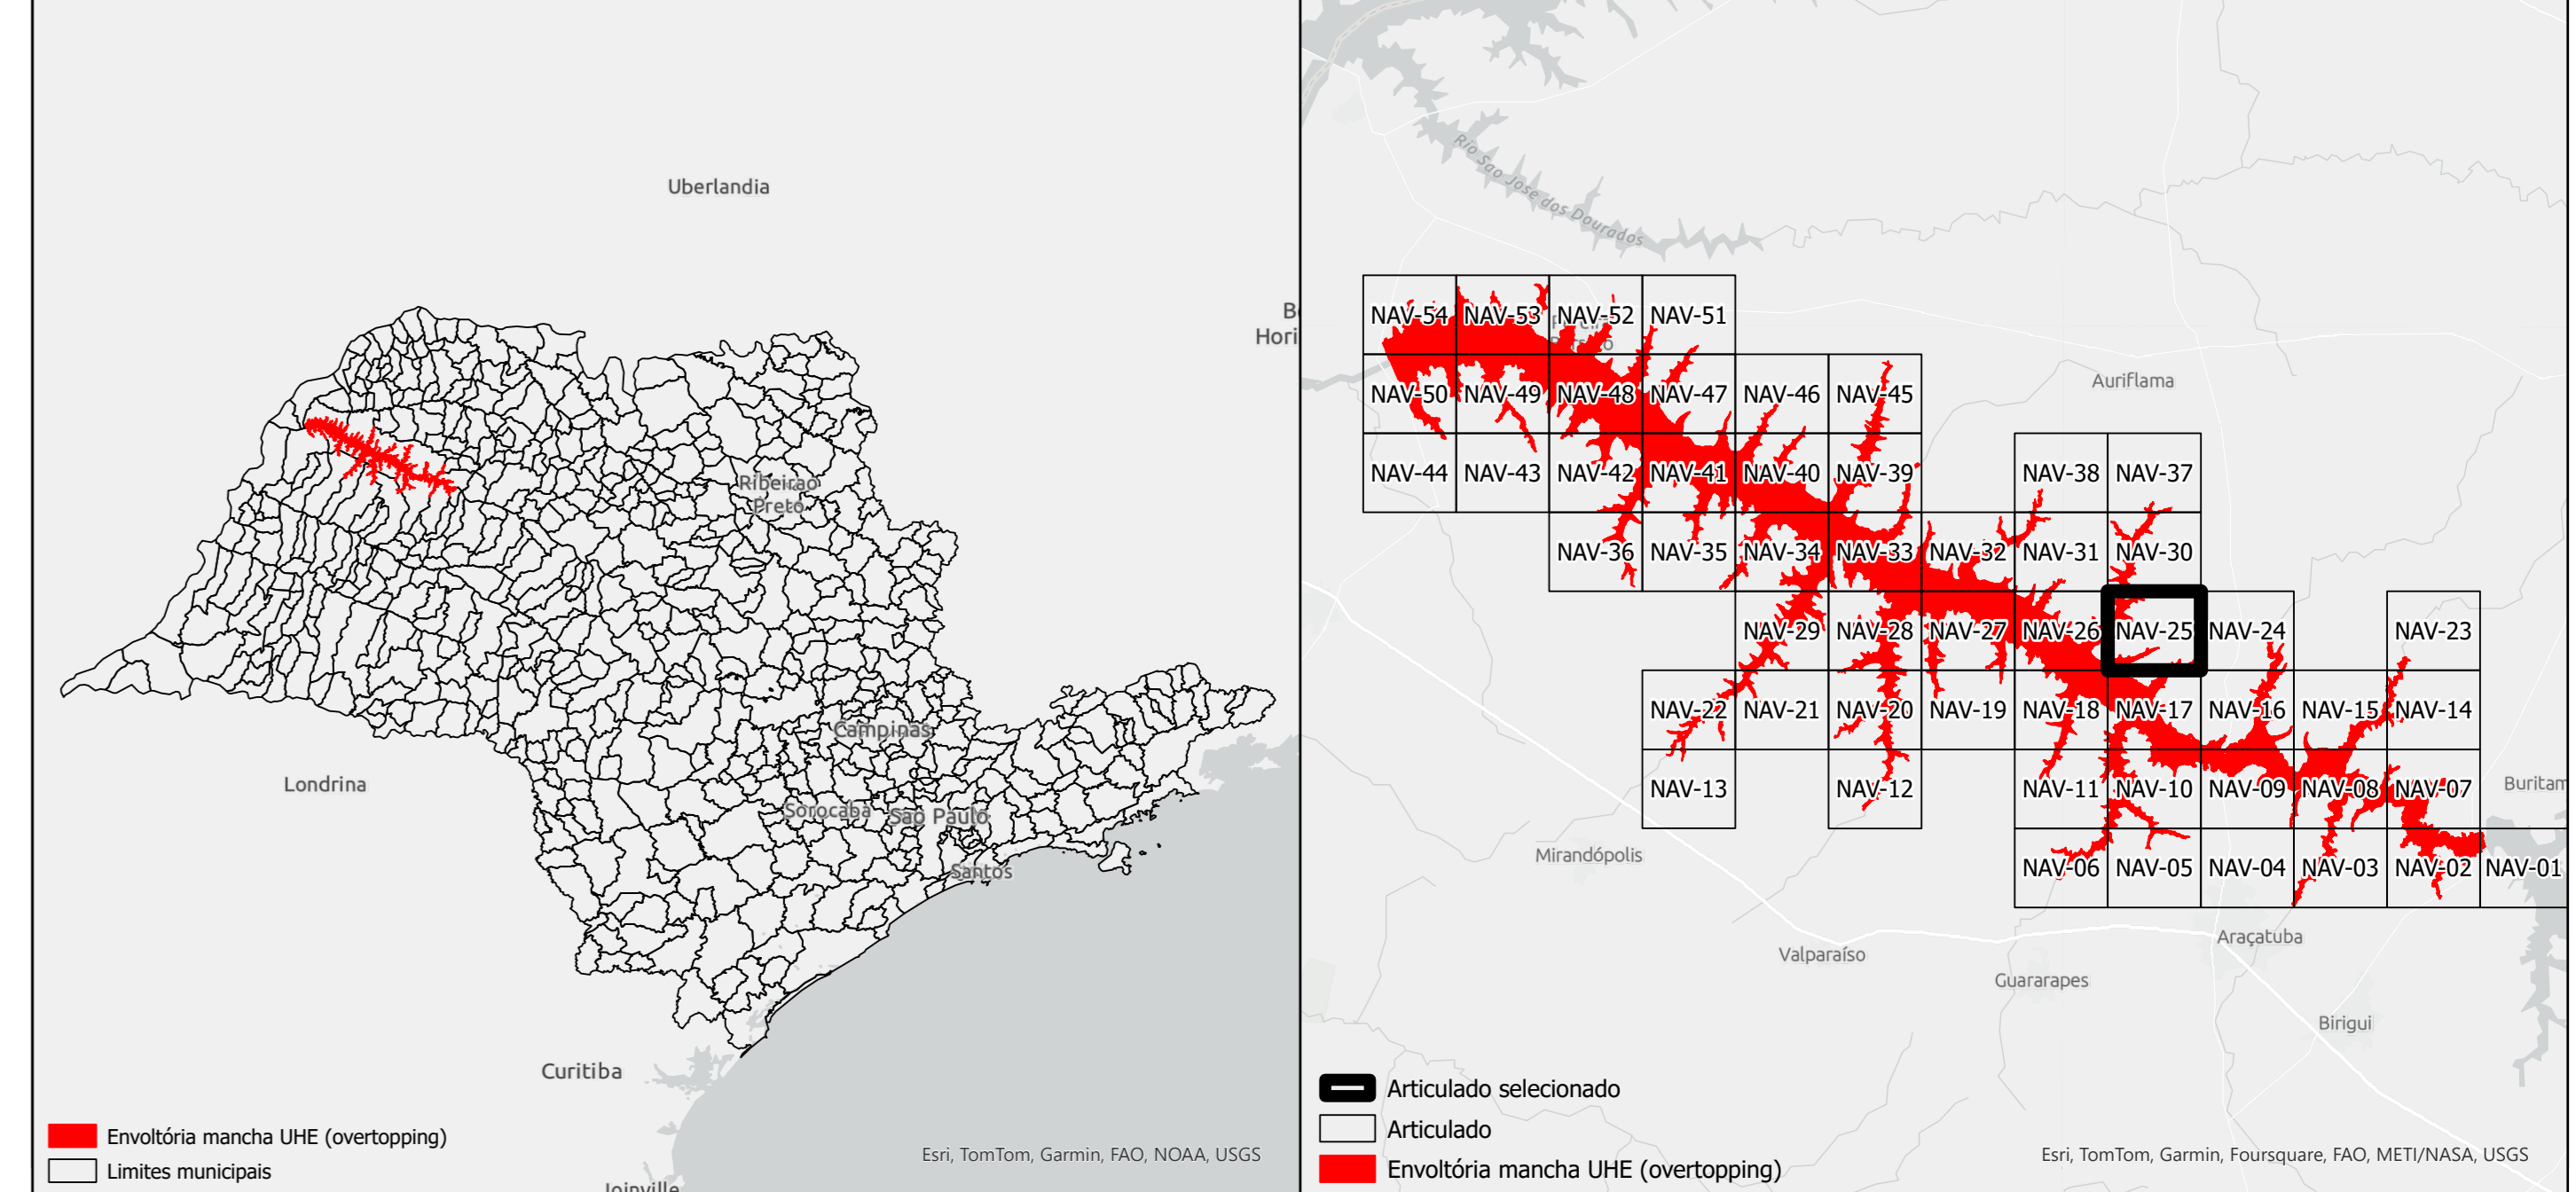 Uberlandia
Ribeirao
Preto
Campinas
Londrina
Sorocaba
Sao Paulo
Santos
Curitiba
Envoltória mancha UHE (overtopping)
Limites municipais
Esri, TomTom, Garmin, FAO, NOAA, USGS
Rio Sao Jose dos Dourados
NAV-54 NAV-53 NAV-52 NAV-51
NAV-50 NAV-49 NAV-48 NAV-47 NAV-46 NAV-45
Auriflama
NAV-44 NAV-43 NAV-42 NAV-41 NAV-40 NAV-39 NAV-38 NAV-37
NAV-36 NAV-35 NAV-34 NAV-33 NAV-32 NAV-31 NAV-30
NAV-29 NAV-28 NAV-27 NAV-26 NAV-25 NAV-24 NAV-23
NAV-22 NAV-21 NAV-20 NAV-19 NAV-18 NAV-17 NAV-16 NAV-15 NAV-14
NAV-13 NAV-12 NAV-11 NAV-10 NAV-09 NAV-08 NAV-07
Buritam
Mirandópolis
NAV-06 NAV-05 NAV-04 NAV-03 NAV-02 NAV-01
Araçatuba
Valparaíso
Guararapes
Birigui
Articulado selecionado
Articulado
Envoltória mancha UHE (overtopping)
Esri, TomTom, Garmin, Foursquare, FAO, METI/NASA, USGS